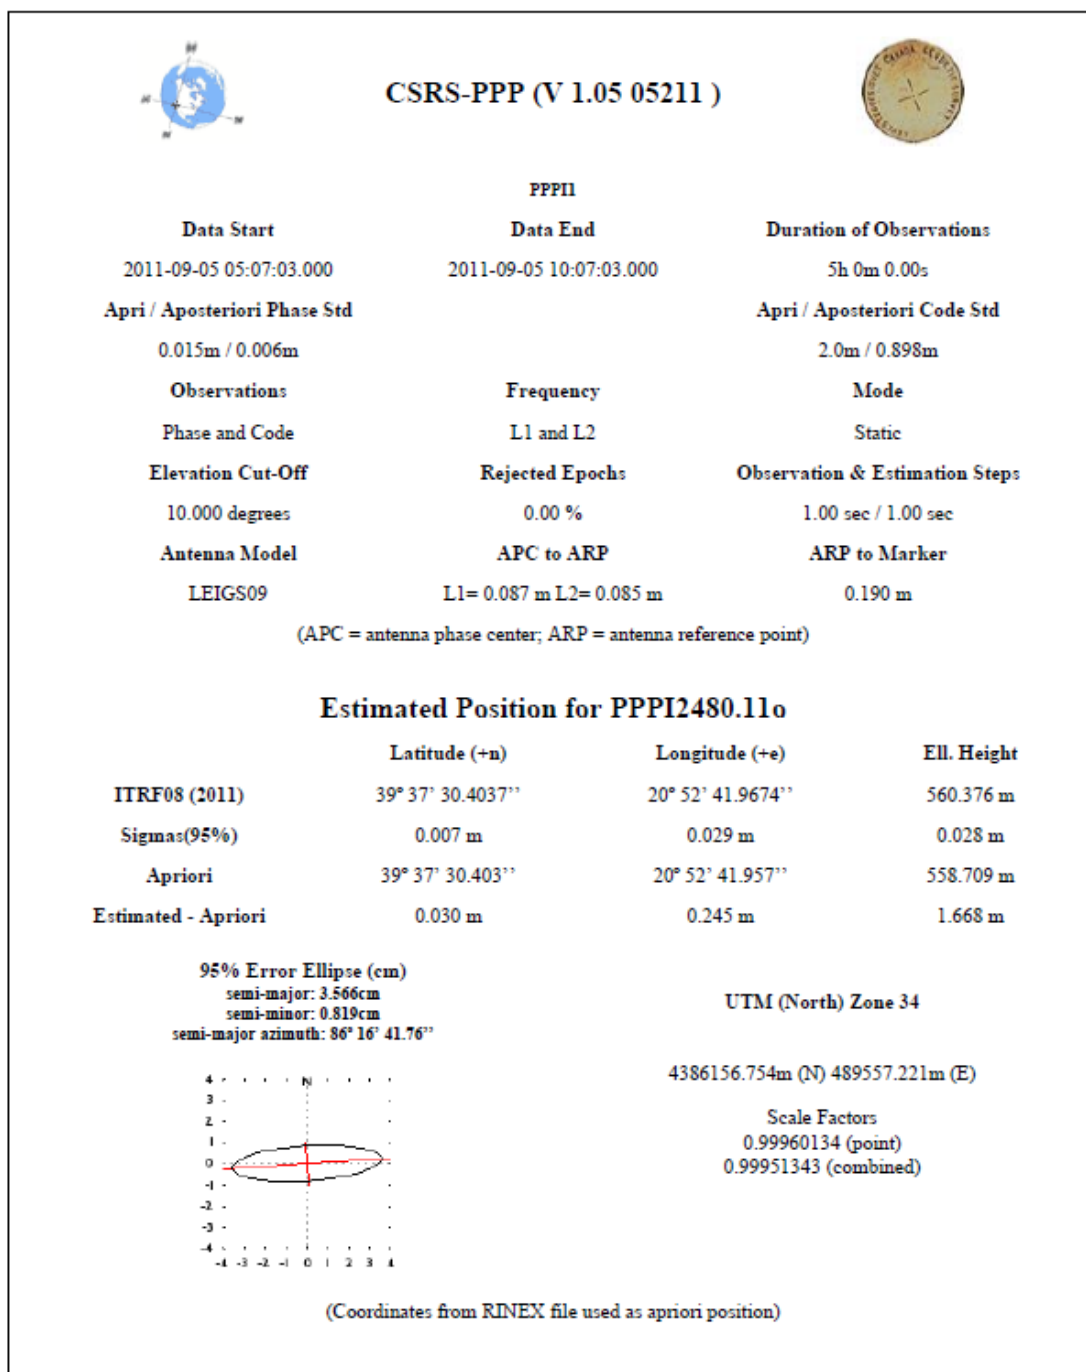 CSRS-PPP (V 1.05 05211 )
PPPI1
Data Start Data End Duration of Observations
2011-09-05 05:07:03.000 2011-09-05 10:07:03.000 5h 0m 0.00s
Apri / Aposteriori Phase Std Apri / Aposteriori Code Std
0.015m / 0.006m 2.0m / 0.898m
Observations Frequency Mode
Phase and Code L1 and L2 Static
Elevation Cut-Off Rejected Epochs Observation & Estimation Steps
10.000 degrees 0.00 % 1.00 sec / 1.00 sec
Antenna Model APC to ARP ARP to Marker
LEIGS09 L1= 0.087 m L2= 0.085 m 0.190 m
(APC = antenna phase center; ARP = antenna reference point)
Estimated Position for PPPI2480.11o
Latitude (+n) Longitude (+e) Ell. Height
ITRF08 (2011) 39° 37’ 30.4037’’ 20° 52’ 41.9674’’ 560.376 m
Sigmas(95%) 0.007 m 0.029 m 0.028 m
Apriori 39° 37’ 30.403’’ 20° 52’ 41.957’’ 558.709 m
Estimated - Apriori 0.030 m 0.245 m 1.668 m
95% Error Ellipse (cm)
semi-major: 3.566cm
semi-minor: 0.819cm
semi-major azimuth: 86° 16’ 41.76’’
UTM (North) Zone 34
4386156.754m (N) 489557.221m (E)
Scale Factors
0.99960134 (point)
0.99951343 (combined)
N
4
3
2
1
0
-1
-2
-3
-4
-4 -3 -2 -1 0 1 2 3 4
(Coordinates from RINEX file used as apriori position)